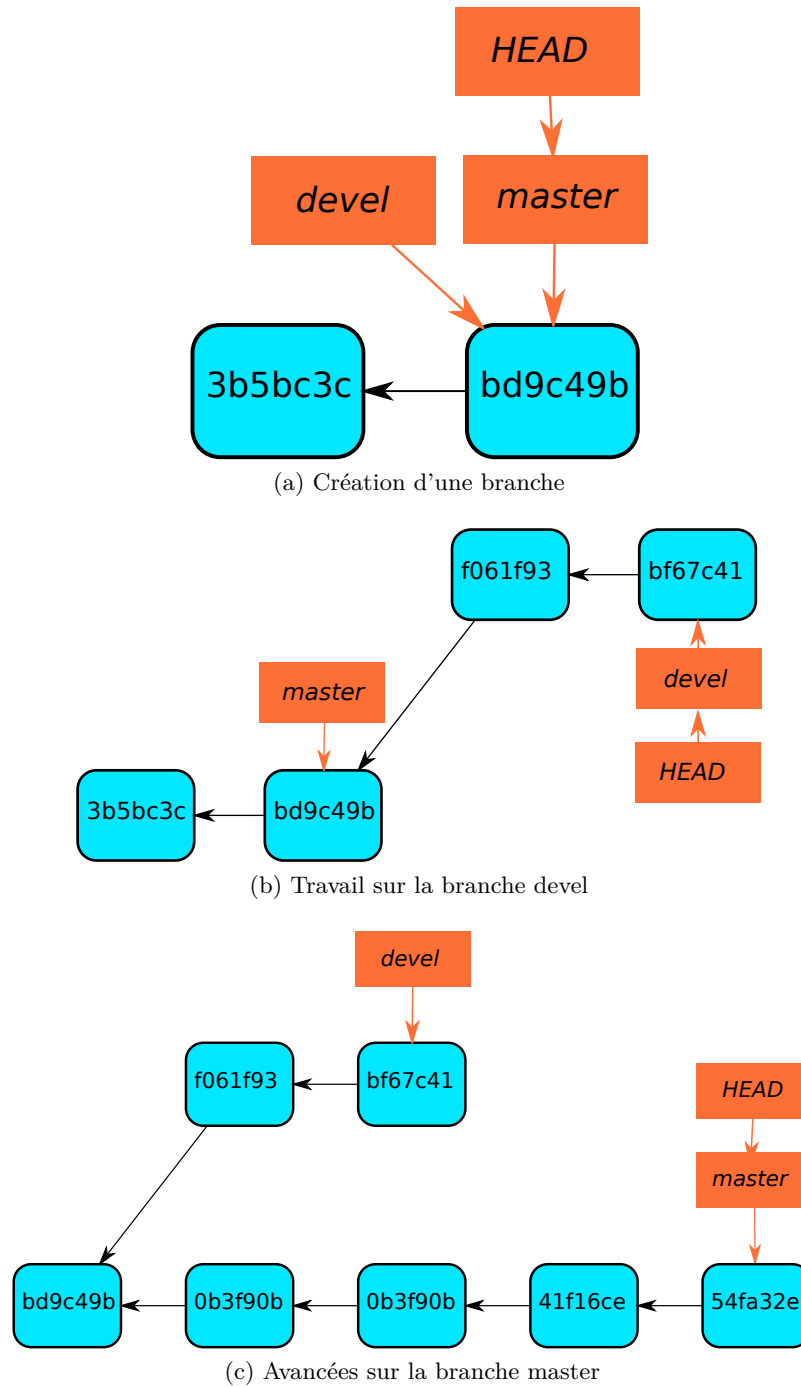 HEAD
devel
master
3b5bc3c
bd9c49b
(a) Création d'une branche
f061f93
bf67c41
master
devel
HEAD
3b5bc3c
bd9c49b
(b) Travail sur la branche devel
devel
f061f93
bf67c41
HEAD
master
bd9c49b
0b3f90b
0b3f90b
41f16ce
54fa32e
(c) Avancées sur la branche master